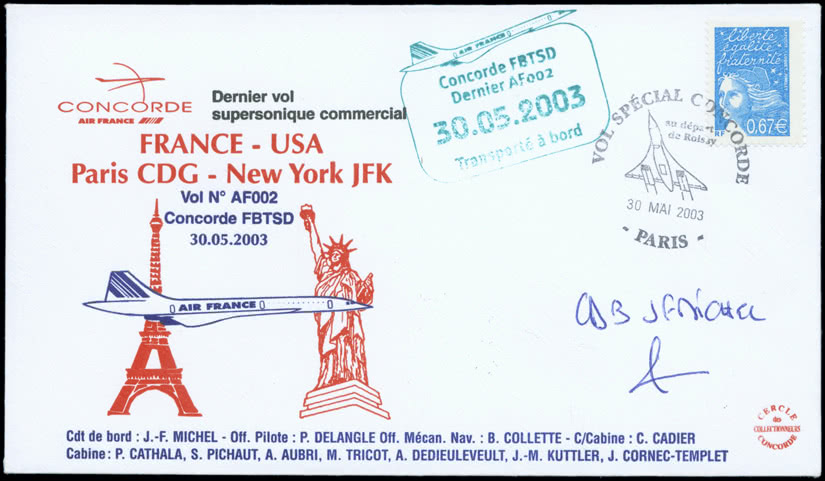 CONCORDE
AIR FRANCE
Dernier vol
supersonique commercial
FRANCE - USA
Paris CDG - New York JFK
Vol N° AF002
Concorde FBTSD
30.05.2003
AIR FRANCE
AIR FRANCE
Concorde FBTSD
Dernier AF002
30.05.2003
Transporté à bord
VOL SPÉCIAL CONCORDE
au départ
de Roissy
30 MAI 2003
- PARIS -
liberté
égalité
fraternité
RF
0,67€
CDB JF MICHEL
Cdt de bord : J.-F. MICHEL - Off. Pilote : P. DELANGLE Off. Mécan. Nav. : B. COLLETTE - C/Cabine : C. CADIER
Cabine : P. CATHALA, S. PICHAUT, A. AUBRI, M. TRICOT, A. DEDIEULEVEULT, J.-M. KUTTLER, J. CORNEC-TEMPLET
CERCLE
des
COLLECTIONNEURS
CONCORDE